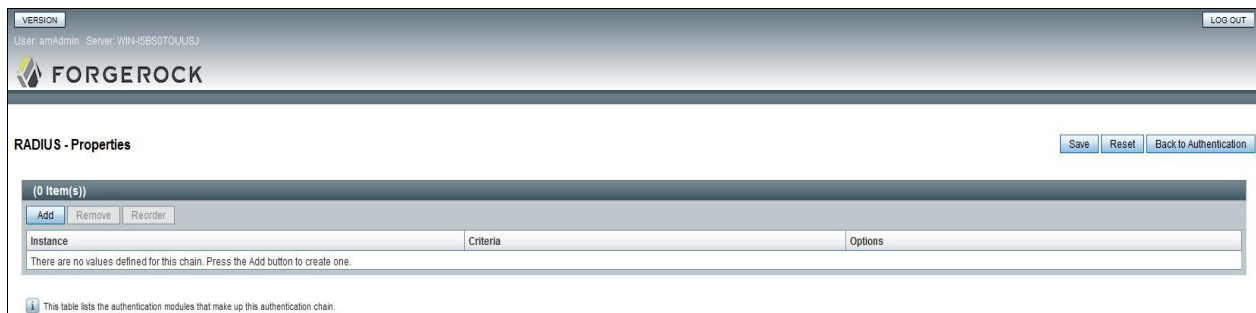 VERSION
LOG OUT
User: amAdmin Server: WIN-I5BS0TOUUSJ
FORGEROCK
RADIUS - Properties
Save Reset Back to Authentication
(0 Item(s))
Add Remove Reorder
Instance Criteria Options
There are no values defined for this chain. Press the Add button to create one.
i This table lists the authentication modules that make up this authentication chain.